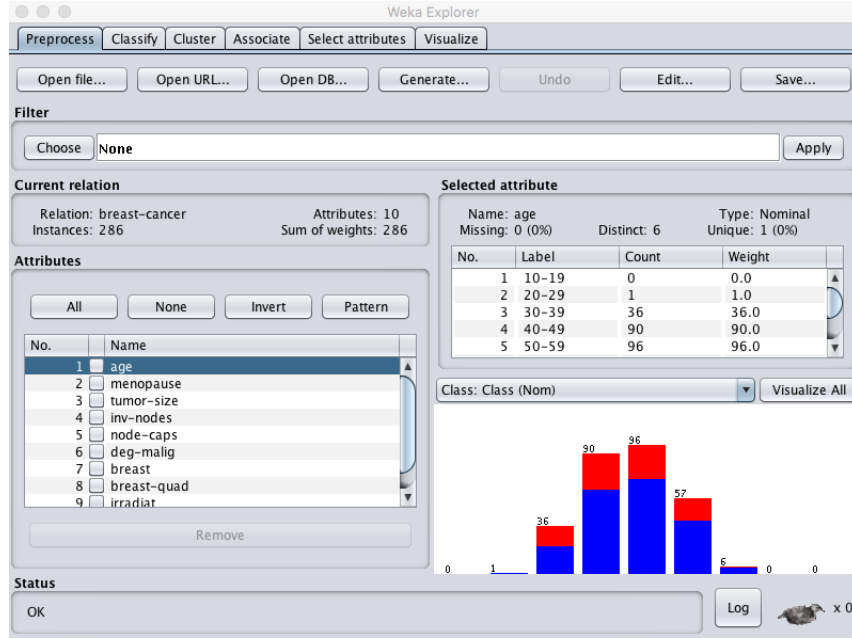 Weka Explorer
Preprocess Classify Cluster Associate Select attributes Visualize
Open file... Open URL... Open DB... Generate... Undo Edit... Save...
Filter
Choose None Apply
Current relation
Relation: breast-cancer Attributes: 10
Instances: 286 Sum of weights: 286
Attributes
All None Invert Pattern
No. Name
1 age
2 menopause
3 tumor-size
4 inv-nodes
5 node-caps
6 deg-malig
7 breast
8 breast-quad
9 irradiat
Remove
Selected attribute
Name: age Type: Nominal
Missing: 0 (0%) Distinct: 6 Unique: 1 (0%)
No. Label Count Weight
1 10-19 0 0.0
2 20-29 1 1.0
3 30-39 36 36.0
4 40-49 90 90.0
5 50-59 96 96.0
Class: Class (Nom) Visualize All
0 1 36 90 96 57 6 0 0
Status
OK
Log x 0